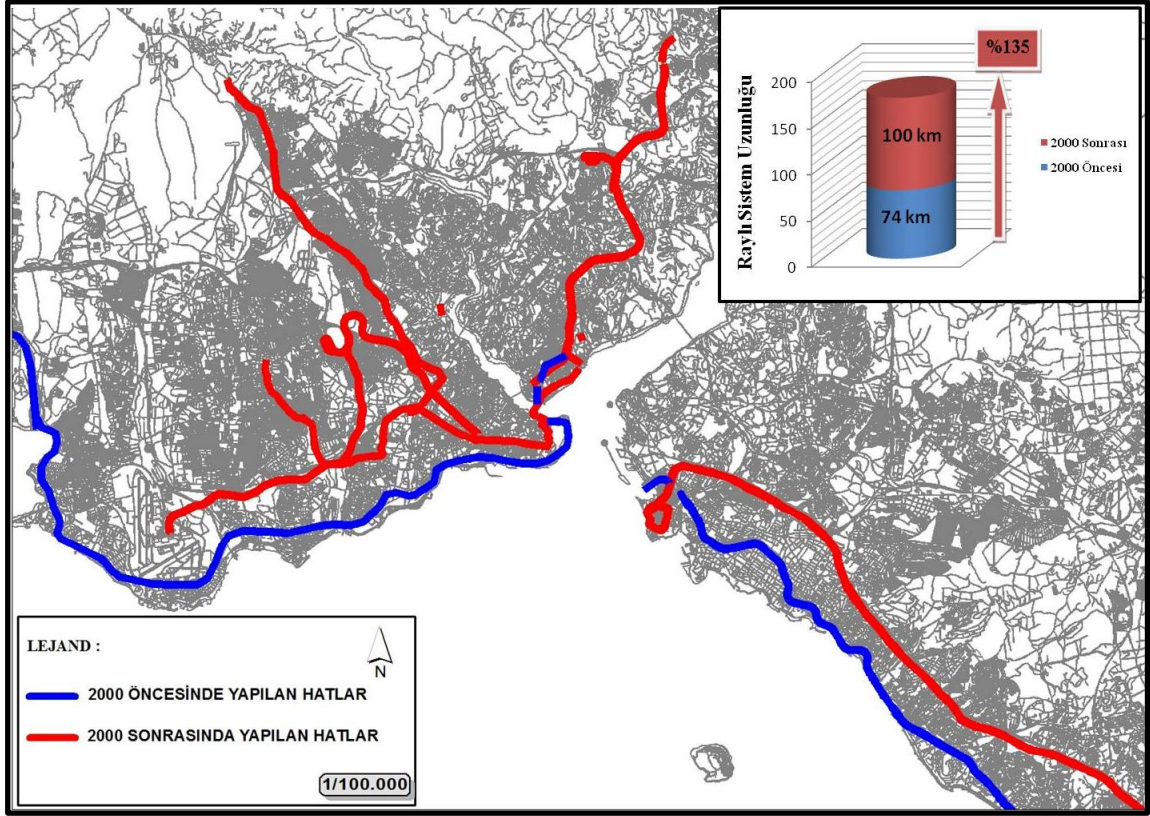 %135
Raylı Sistem Uzunluğu
200
150
100
50
0
100 km
74 km
2000 Sonrası
2000 Öncesi
LEJAND :
N
2000 ÖNCESİNDE YAPILAN HATLAR
2000 SONRASINDA YAPILAN HATLAR
1/100.000